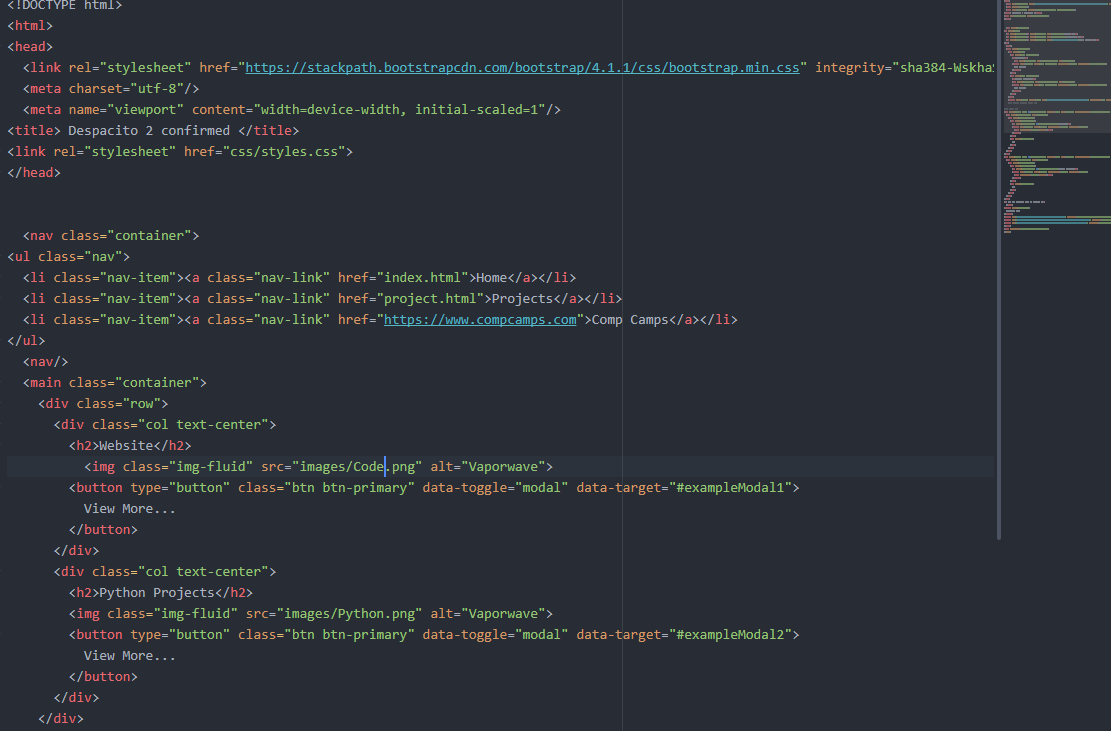 <!DOCTYPE html>
<html>
<head>
<link rel="stylesheet" href="https://stackpath.bootstrapcdn.com/bootstrap/4.1.1/css/bootstrap.min.css" integrity="sha384-Wskha
<meta charset="utf-8"/>
<meta name="viewport" content="width=device-width, initial-scaled=1"/>
<title> Despacito 2 confirmed </title>
<link rel="stylesheet" href="css/styles.css">
</head>
<nav class="container">
<ul class="nav">
<li class="nav-item"><a class="nav-link" href="index.html">Home</a></li>
<li class="nav-item"><a class="nav-link" href="project.html">Projects</a></li>
<li class="nav-item"><a class="nav-link" href="https://www.compcamps.com">Comp Camps</a></li>
</ul>
<nav/>
<main class="container">
<div class="row">
<div class="col text-center">
<h2>Website</h2>
<img class="img-fluid" src="images/Code.png" alt="Vaporwave">
<button type="button" class="btn btn-primary" data-toggle="modal" data-target="#exampleModal1">
View More...
</button>
</div>
<div class="col text-center">
<h2>Python Projects</h2>
<img class="img-fluid" src="images/Python.png" alt="Vaporwave">
<button type="button" class="btn btn-primary" data-toggle="modal" data-target="#exampleModal2">
View More...
</button>
</div>
</div>